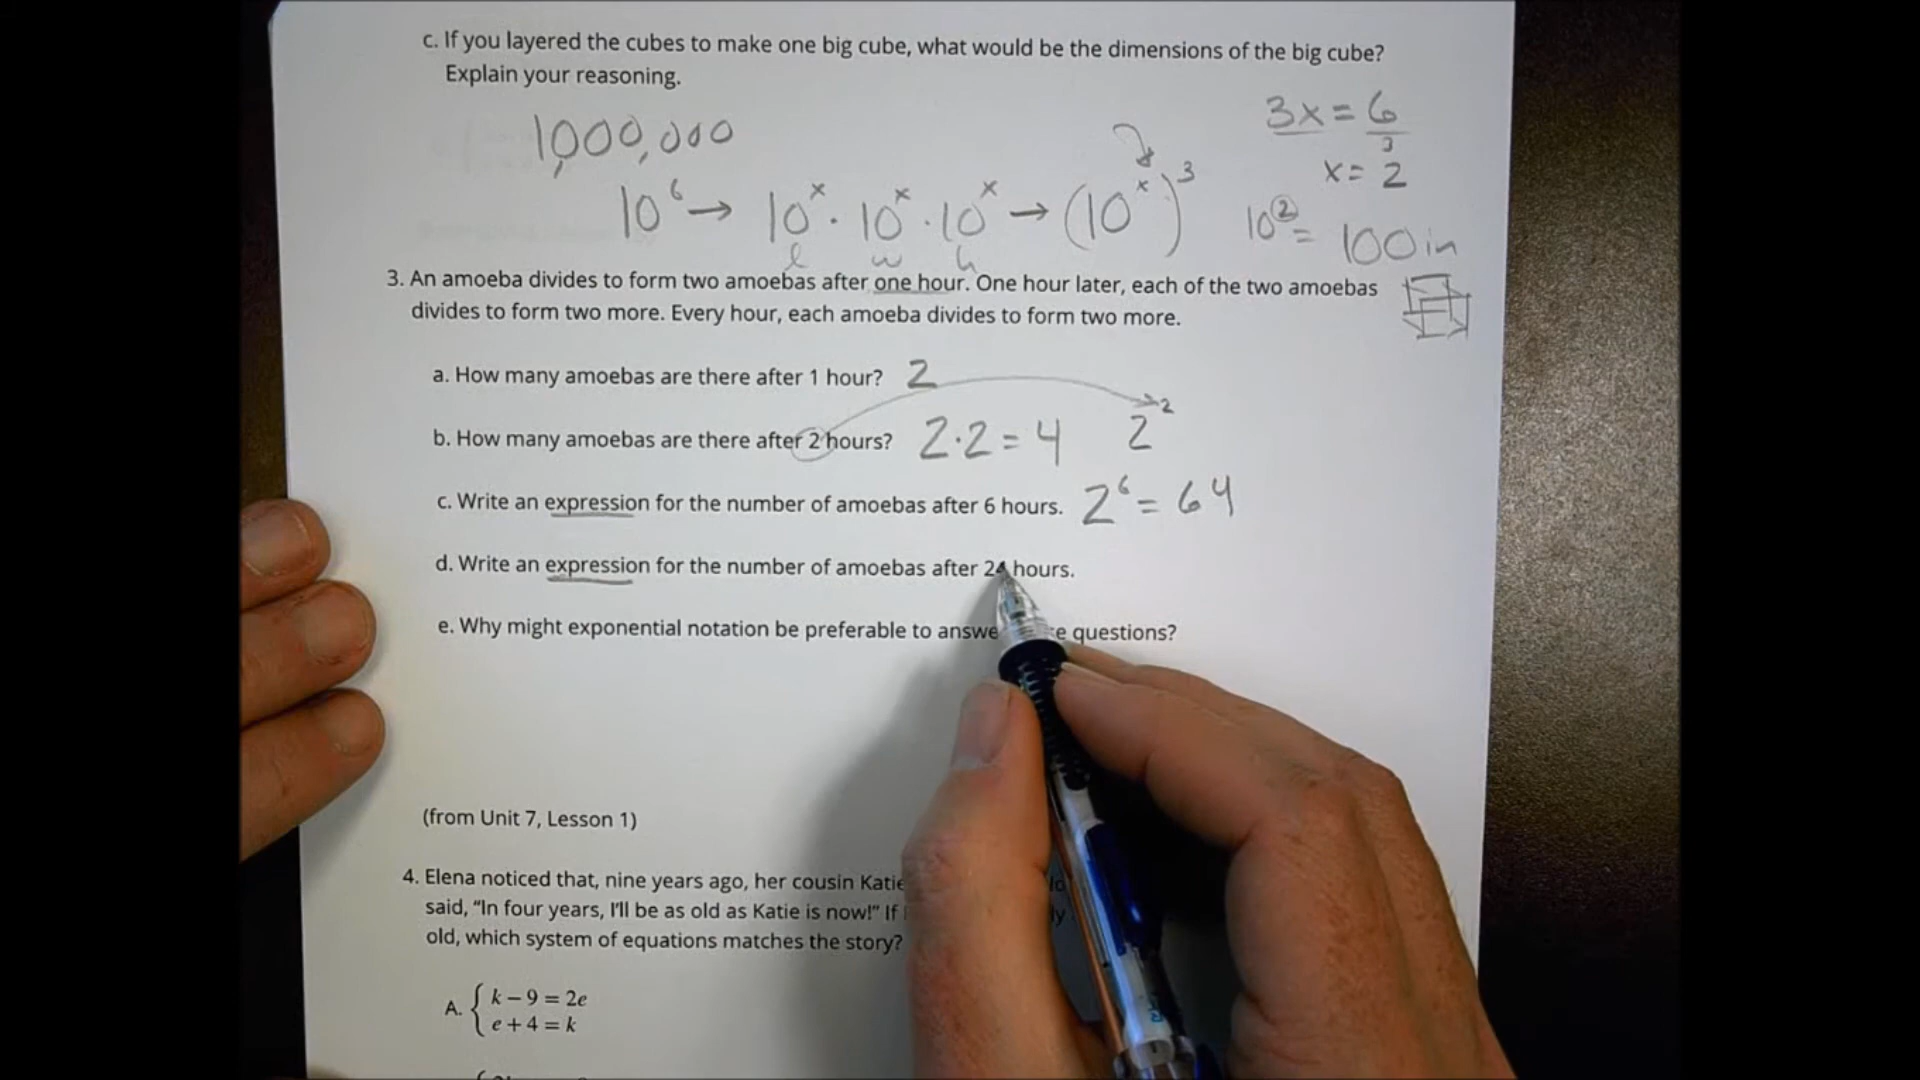 c. If you layered the cubes to make one big cube, what would be the dimensions of the big cube?
Explain your reasoning.
1,000,000
3x = 6
3
x = 2
10⁶ → 10ˣ · 10ˣ · 10ˣ → (10ˣ)³
l w h
10² = 100 in
3. An amoeba divides to form two amoebas after one hour. One hour later, each of the two amoebas
divides to form two more. Every hour, each amoeba divides to form two more.
a. How many amoebas are there after 1 hour? 2
b. How many amoebas are there after 2 hours? 2·2 = 4 2²
c. Write an expression for the number of amoebas after 6 hours. 2⁶ = 64
d. Write an expression for the number of amoebas after 24 hours.
e. Why might exponential notation be preferable to questions?
(from Unit 7, Lesson 1)
4. Elena noticed that, nine years ago, her cousin Katie
said, “In four years, I’ll be as old as Katie is now!” If
old, which system of equations matches the story?
A. { k – 9 = 2e
e + 4 = k